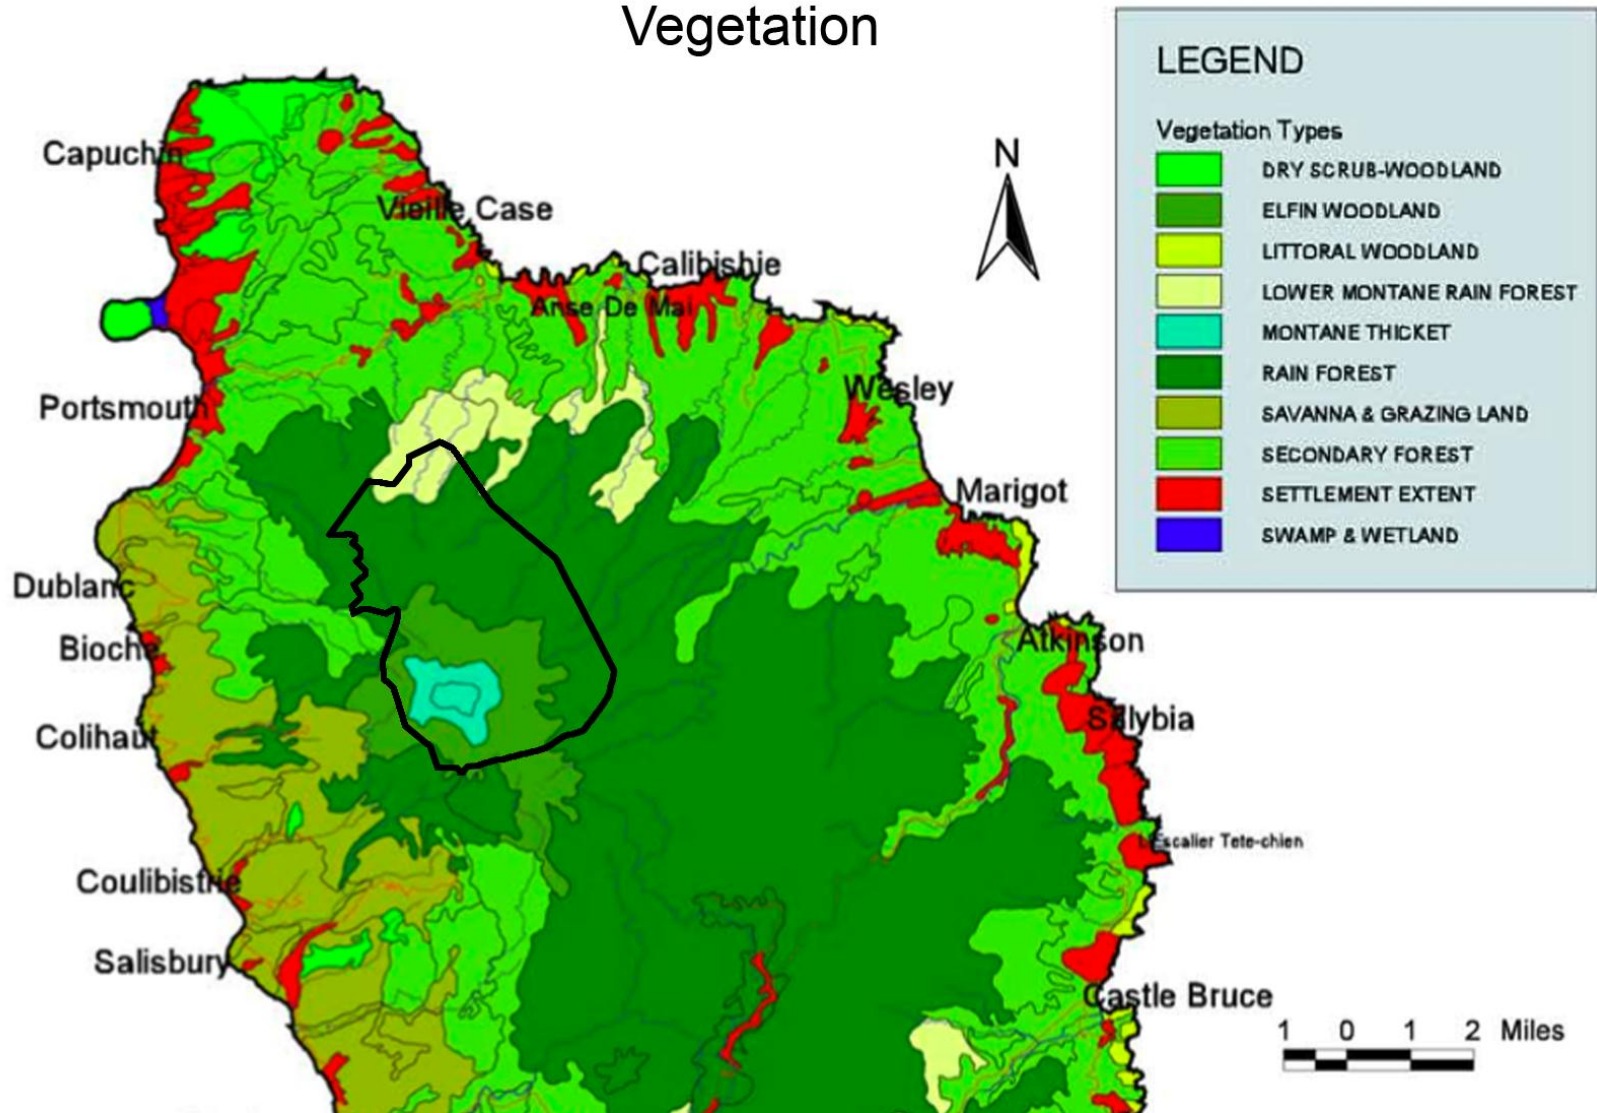 Vegetation
LEGEND
Vegetation Types
DRY SCRUB-WOODLAND
ELFIN WOODLAND
LITTORAL WOODLAND
LOWER MONTANE RAIN FOREST
MONTANE THICKET
RAIN FOREST
SAVANNA & GRAZING LAND
SECONDARY FOREST
SETTLEMENT EXTENT
SWAMP & WETLAND
N
Capuchin
Vieille Case
Calibishie
Anse De Mai
Portsmouth
Wesley
Marigot
Dublanc
Bioche
Atkinson
Colihaut
Salybia
L'Escalier Tete-chien
Coulibistrie
Salisbury
Castle Bruce
1 0 1 2 Miles